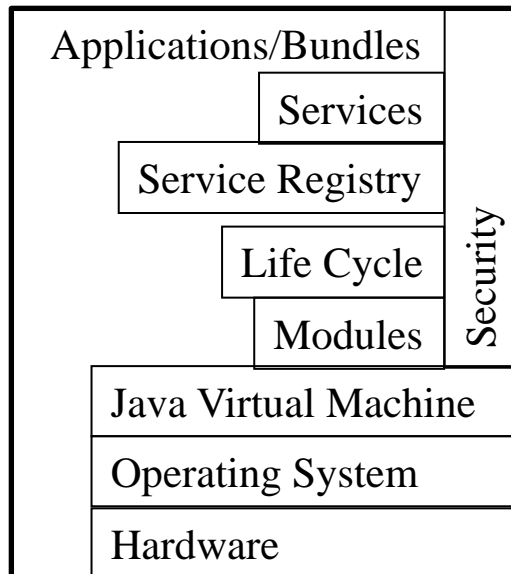 Applications/Bundles
Services
Service Registry
Life Cycle
Modules
Security
Java Virtual Machine
Operating System
Hardware